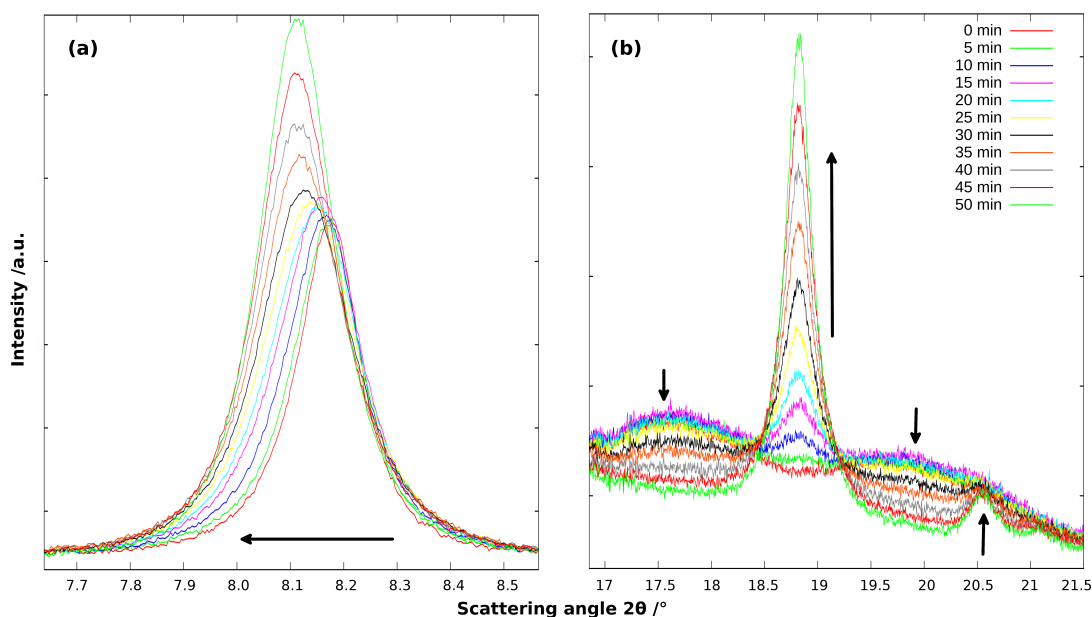 (a)
(b)
0 min
5 min
10 min
15 min
20 min
25 min
30 min
35 min
40 min
45 min
50 min
Intensity /a.u.
7.7 7.8 7.9 8.0 8.1 8.2 8.3 8.4 8.5
17 17.5 18 18.5 19 19.5 20 20.5 21 21.5
Scattering angle 2θ /°